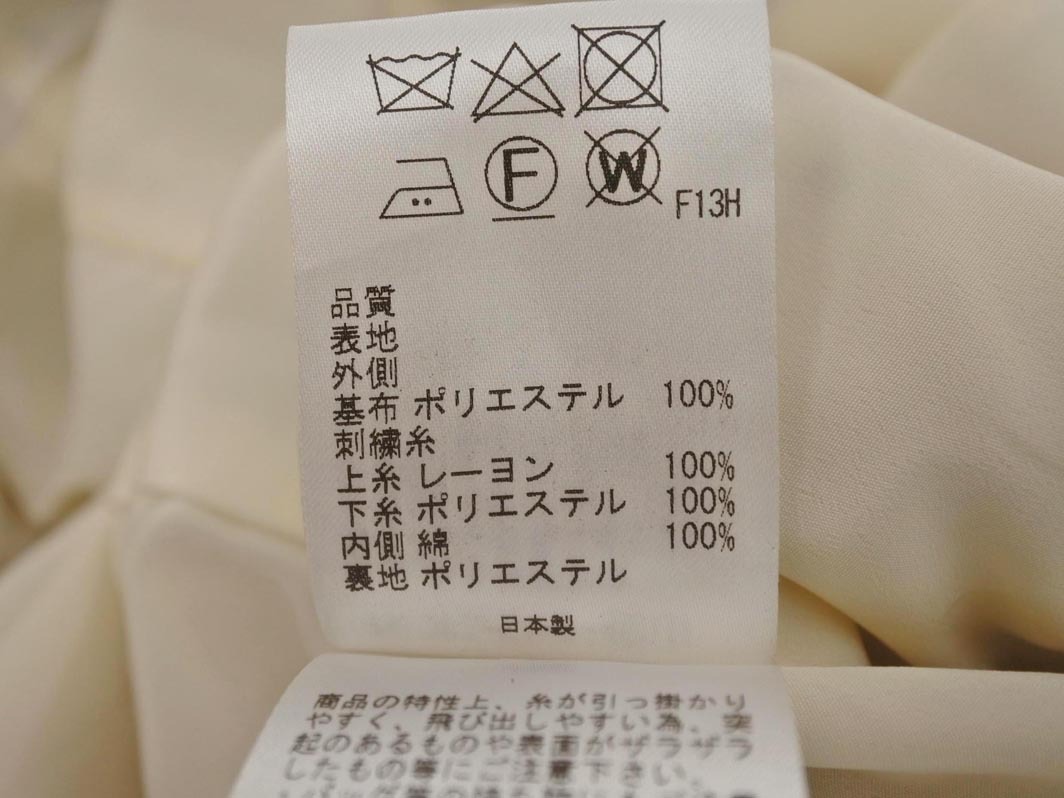 F W F13H
品質
表地
外側
基布 ポリエステル 100%
刺繍糸
上糸 レーヨン 100%
下糸 ポリエステル 100%
内側 綿 100%
裏地 ポリエステル
日本製
商品の特性上、糸が引っ掛かり
やすく、飛び出しやすい為、突
起のあるものや表面がザラザラ
したもの等にご注意下さい。